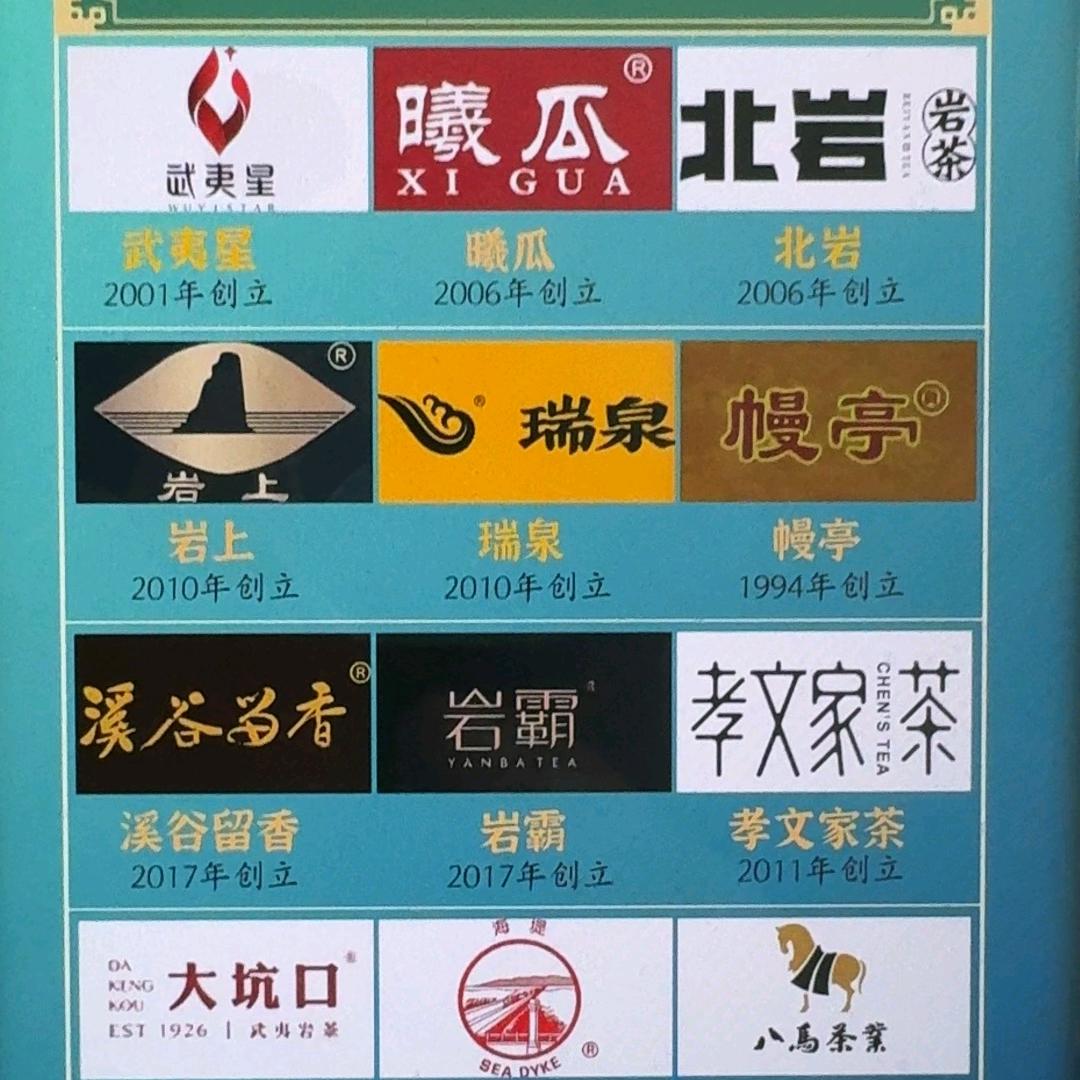 武夷星
WUYISTAR
曦瓜®
XI GUA
北岩
岩茶
武夷星
2001年创立
曦瓜
2006年创立
北岩
2006年创立
®
岩上
® 瑞泉
幔亭®
岩上
2010年创立
瑞泉
2010年创立
幔亭
1994年创立
溪谷留香®
岩霸®
YANBATEA
孝文家茶
CHEN'S TEA
溪谷留香
2017年创立
岩霸
2017年创立
孝文家茶
2011年创立
DA
KENG
KOU
大坑口®
EST 1926 | 武夷岩茶
海堤
SEA DYKE®
八馬茶業